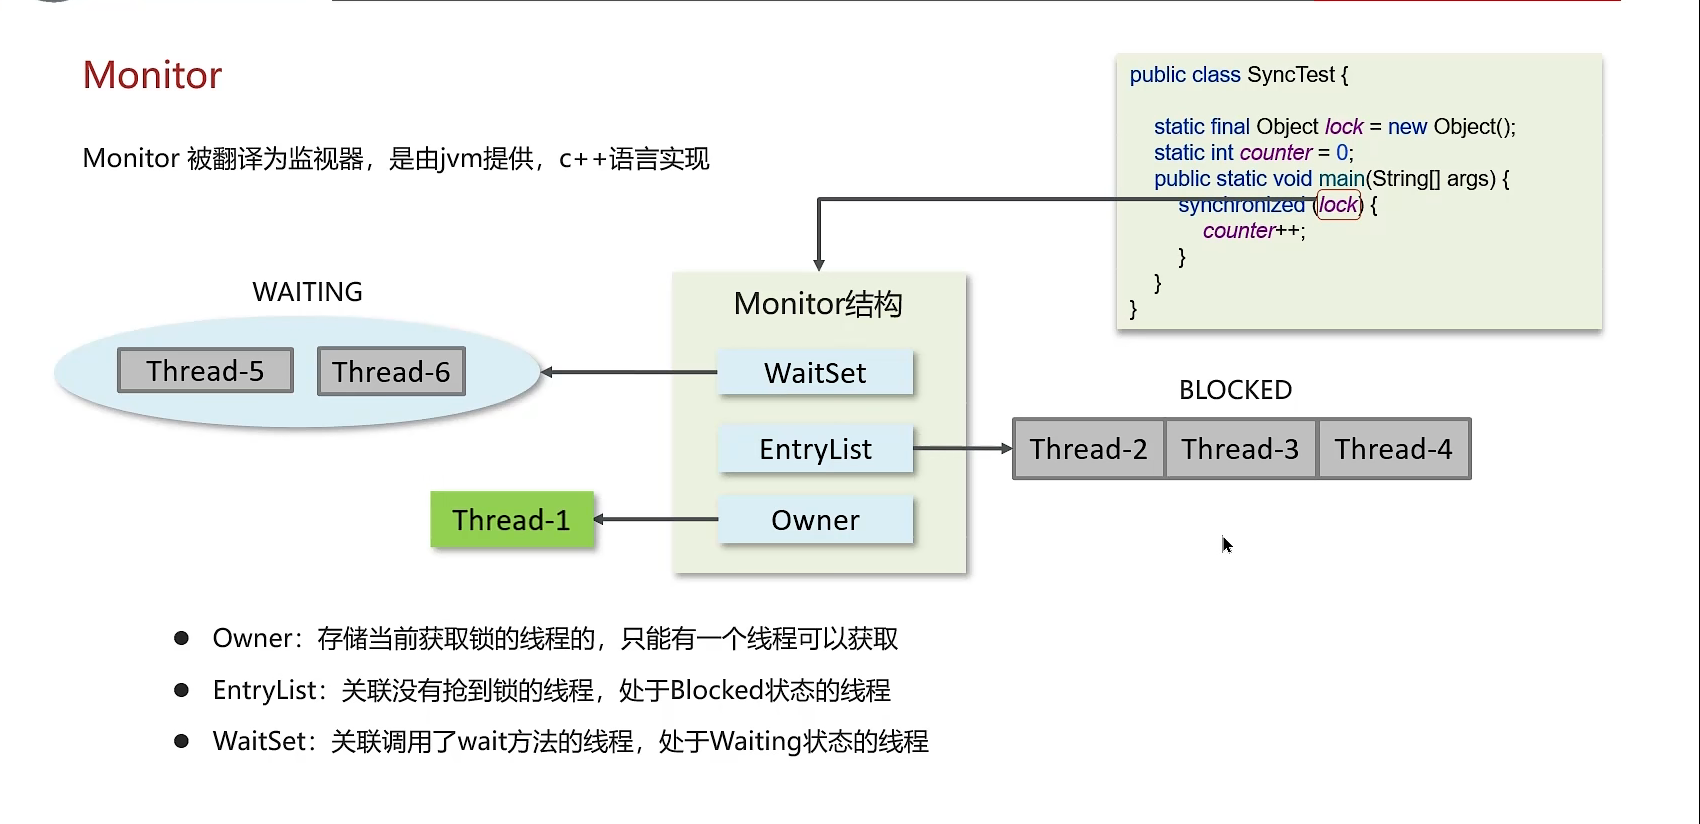 Monitor
Monitor 被翻译为监视器，是由jvm提供，c++语言实现
public class SyncTest {
static final Object lock = new Object();
static int counter = 0;
public static void main(String[] args) {
synchronized (lock) {
counter++;
}
}
}
WAITING
Thread-5
Thread-6
Monitor结构
WaitSet
EntryList
Owner
BLOCKED
Thread-2
Thread-3
Thread-4
Thread-1
● Owner：存储当前获取锁的线程的，只能有一个线程可以获取
● EntryList：关联没有抢到锁的线程，处于Blocked状态的线程
● WaitSet：关联调用了wait方法的线程，处于Waiting状态的线程